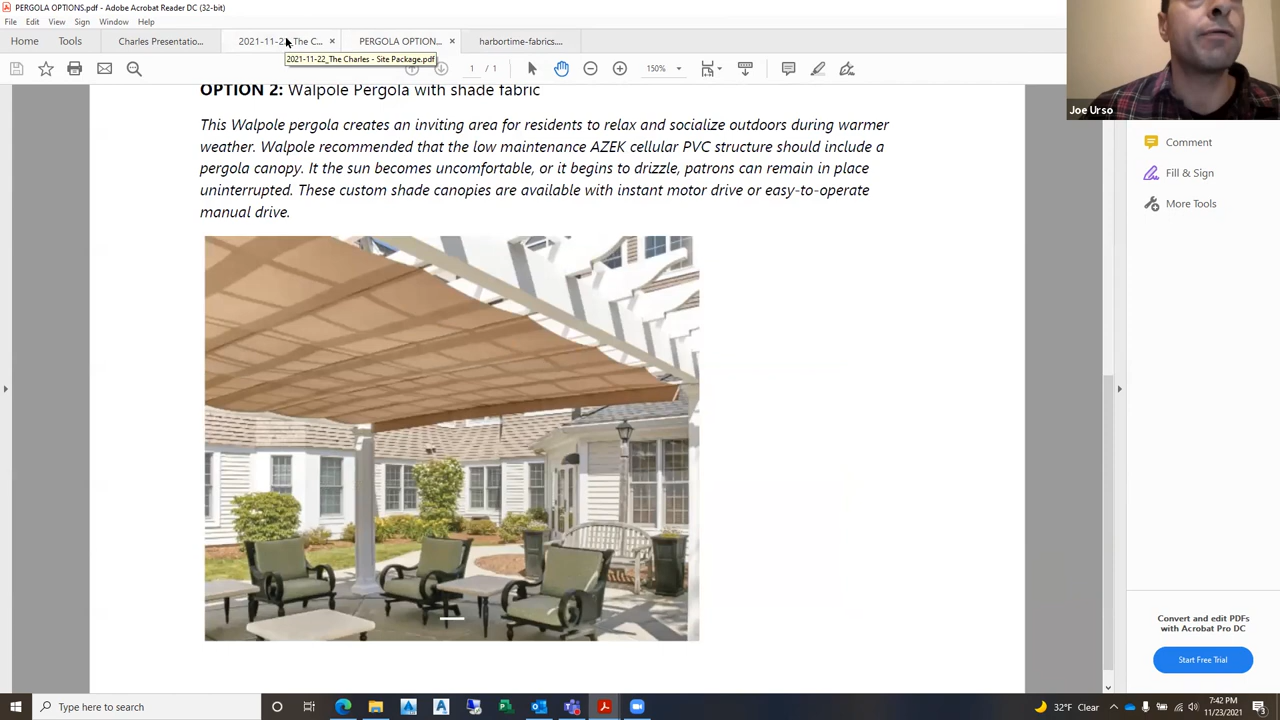 PERGOLA OPTIONS.pdf - Adobe Acrobat Reader DC (32-bit)
File Edit View Sign Window Help
Home Tools Charles Presentatio... 2021-11-22_The C... × PERGOLA OPTION... × harbortime-fabrics....
2021-11-22_The Charles - Site Package.pdf
1 / 1 150%
OPTION 2: Walpole Pergola with shade fabric
This Walpole pergola creates an inviting area for residents to relax and socialize outdoors during warmer
weather. Walpole recommended that the low maintenance AZEK cellular PVC structure should include a
pergola canopy. It the sun becomes uncomfortable, or it begins to drizzle, patrons can remain in place
uninterrupted. These custom shade canopies are available with instant motor drive or easy-to-operate
manual drive.
Joe Urso
Comment
Fill & Sign
More Tools
Convert and edit PDFs
with Acrobat Pro DC
Start Free Trial
Type here to search
32°F Clear
7:42 PM
11/23/2021
3